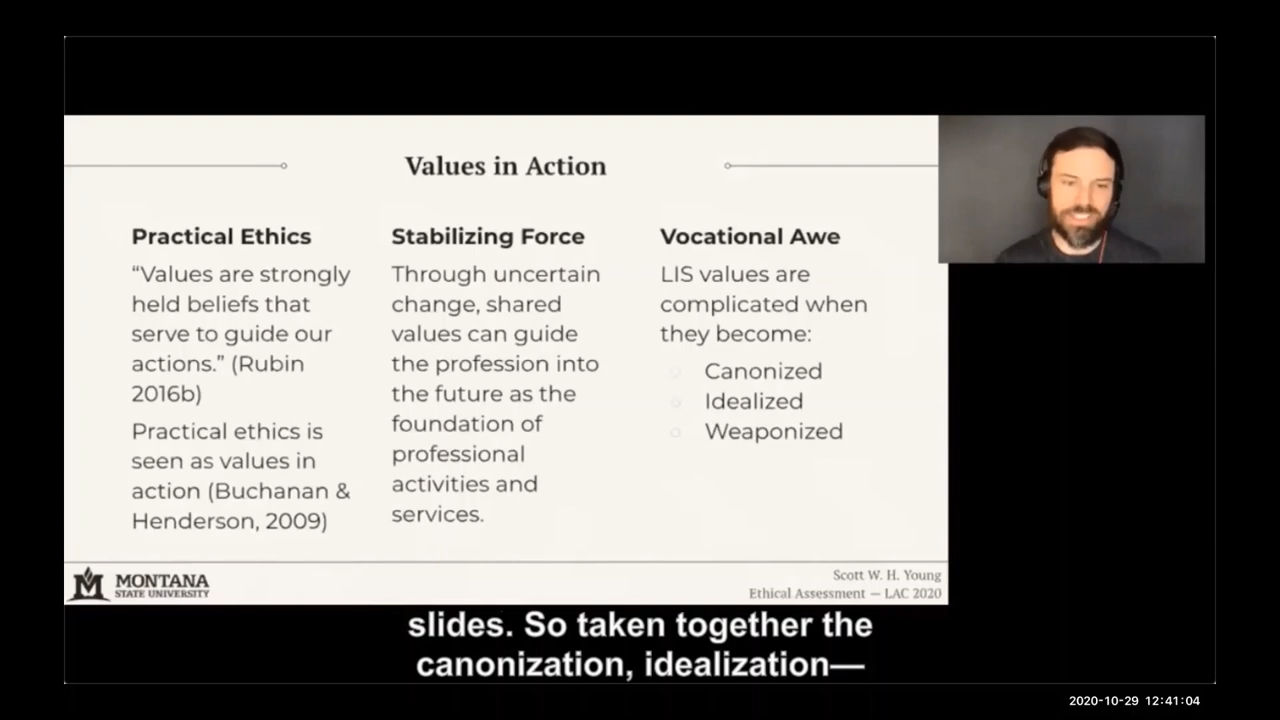 Values in Action
Practical Ethics
“Values are strongly
held beliefs that
serve to guide our
actions.” (Rubin
2016b)
Practical ethics is
seen as values in
action (Buchanan &
Henderson, 2009)
Stabilizing Force
Through uncertain
change, shared
values can guide
the profession into
the future as the
foundation of
professional
activities and
services.
Vocational Awe
LIS values are
complicated when
they become:
Canonized
Idealized
Weaponized
M MONTANA
STATE UNIVERSITY
Scott W. H. Young
Ethical Assessment — LAC 2020
slides. So taken together the
canonization, idealization—
2020-10-29 12:41:04